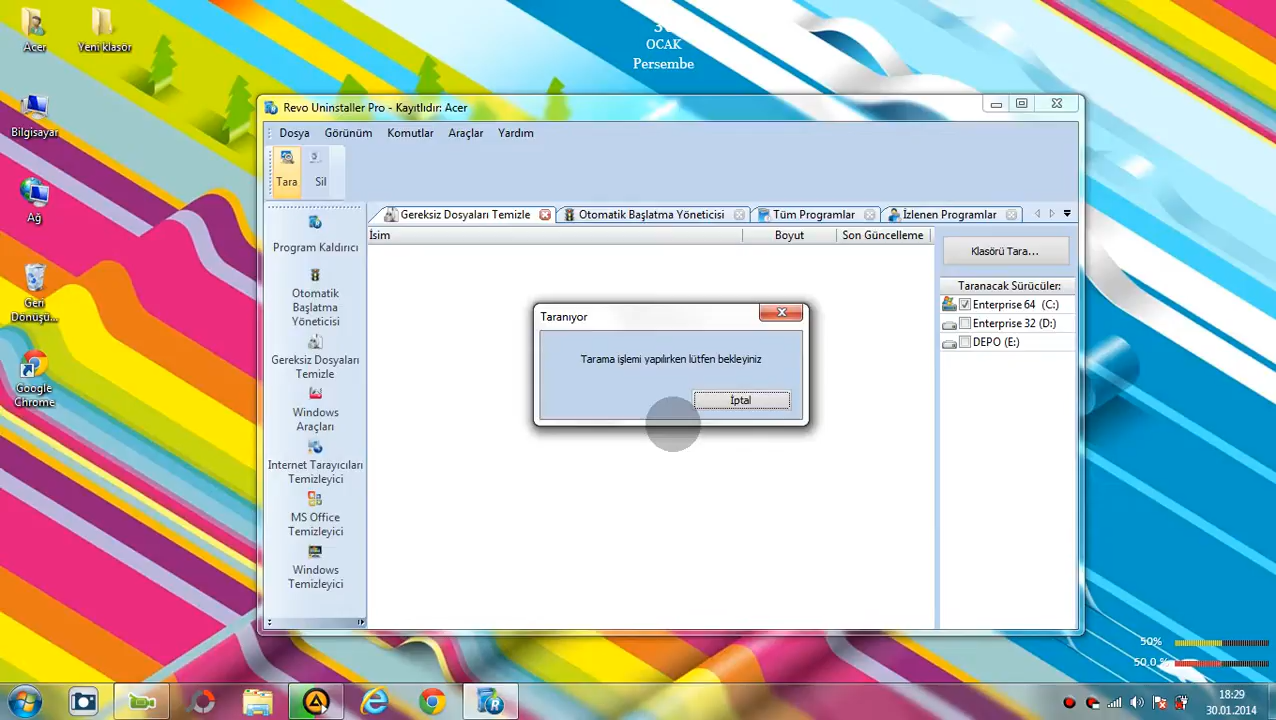 OCAK
Persembe
Acer
Yeni klasör
Bilgisayar
Ağ
Geri
Dönüşü...
Google
Chrome
Revo Uninstaller Pro - Kayıtlıdır: Acer
Dosya Görünüm Komutlar Araçlar Yardım
Tara Sil
Gereksiz Dosyaları Temizle Otomatik Başlatma Yöneticisi Tüm Programlar İzlenen Programlar
İsim Boyut Son Güncelleme
Program Kaldırıcı
Otomatik
Başlatma
Yöneticisi
Gereksiz Dosyaları
Temizle
Windows
Araçları
Internet Tarayıcıları
Temizleyici
MS Office
Temizleyici
Windows
Temizleyici
Taranıyor
Tarama işlemi yapılırken lütfen bekleyiniz
İptal
Klasörü Tara...
Taranacak Sürücüler:
Enterprise 64 (C:)
Enterprise 32 (D:)
DEPO (E:)
50%
50,0
18:29
30.01.2014